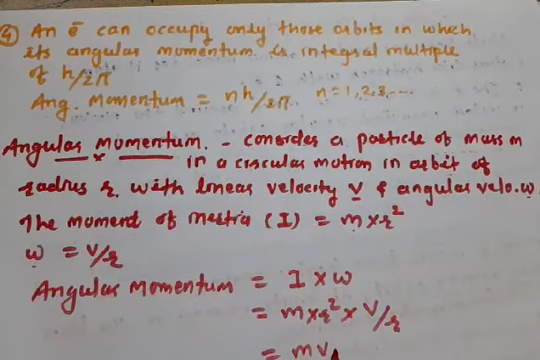 ④ An ē can occupy only those orbits in which
its angular momentum is integral multiple
of h/2π
Ang. Momentum = nh/2π. n = 1,2,3....
Angular Momentum. - consider a particle of mass m
in a circular motion in orbit of
radius r. with linear velocity v & angular velo. ω.
The moment of inertia (I) = m×r²
ω = v/r
Angular Momentum = I × ω
= m×r² × v/r
= mv